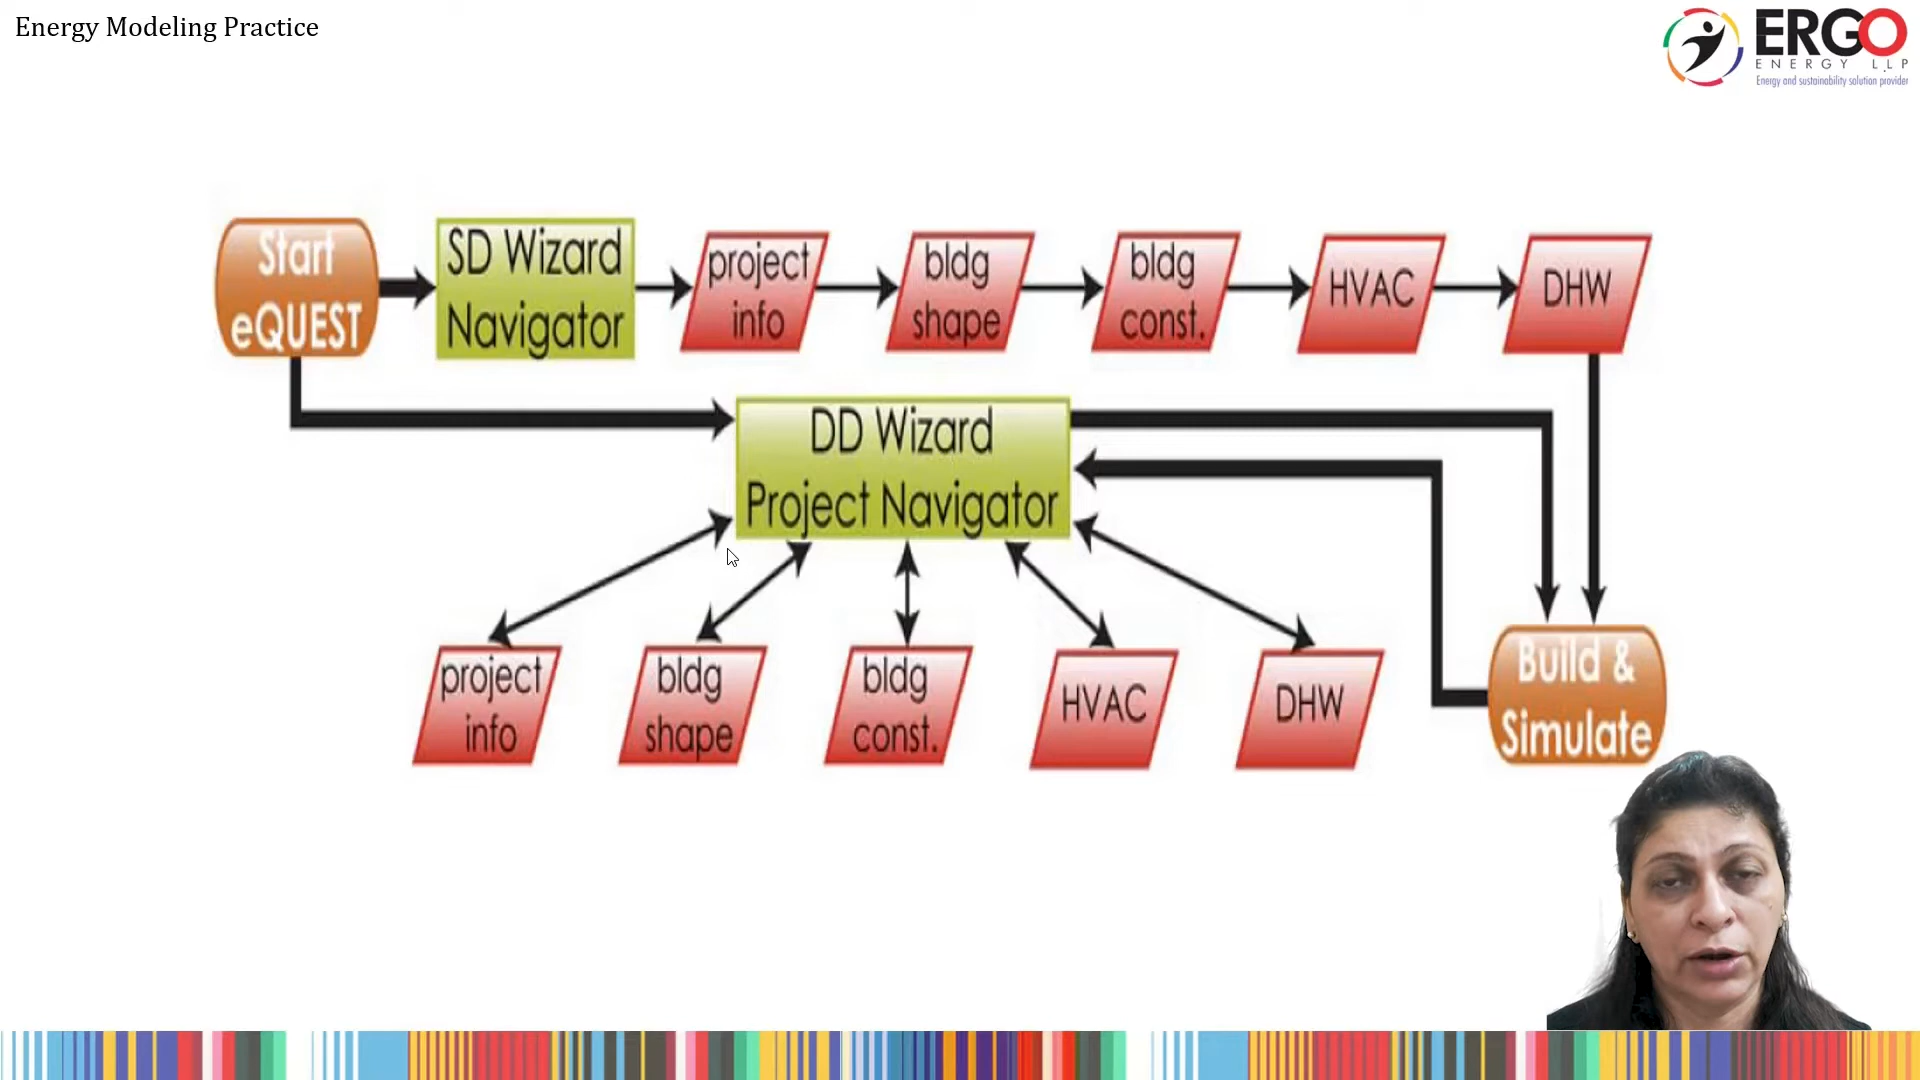 Energy Modeling Practice
ERGO
ENERGY LLP
Energy and sustainability solution provider
Start
eQUEST
SD Wizard
Navigator
project
info
bldg
shape
bldg
const.
HVAC
DHW
DD Wizard
Project Navigator
project
info
bldg
shape
bldg
const.
HVAC
DHW
Build &
Simulate